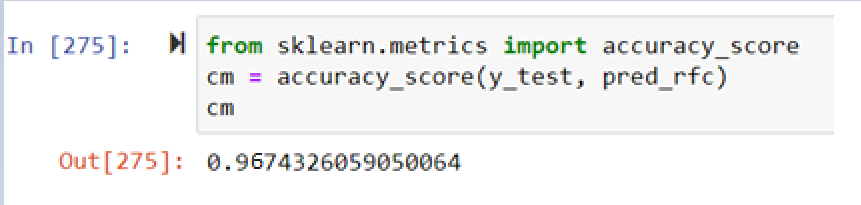 In [275]: from sklearn.metrics import accuracy_score
cm = accuracy_score(y_test, pred_rfc)
cm
Out[275]: 0.9674326059050064